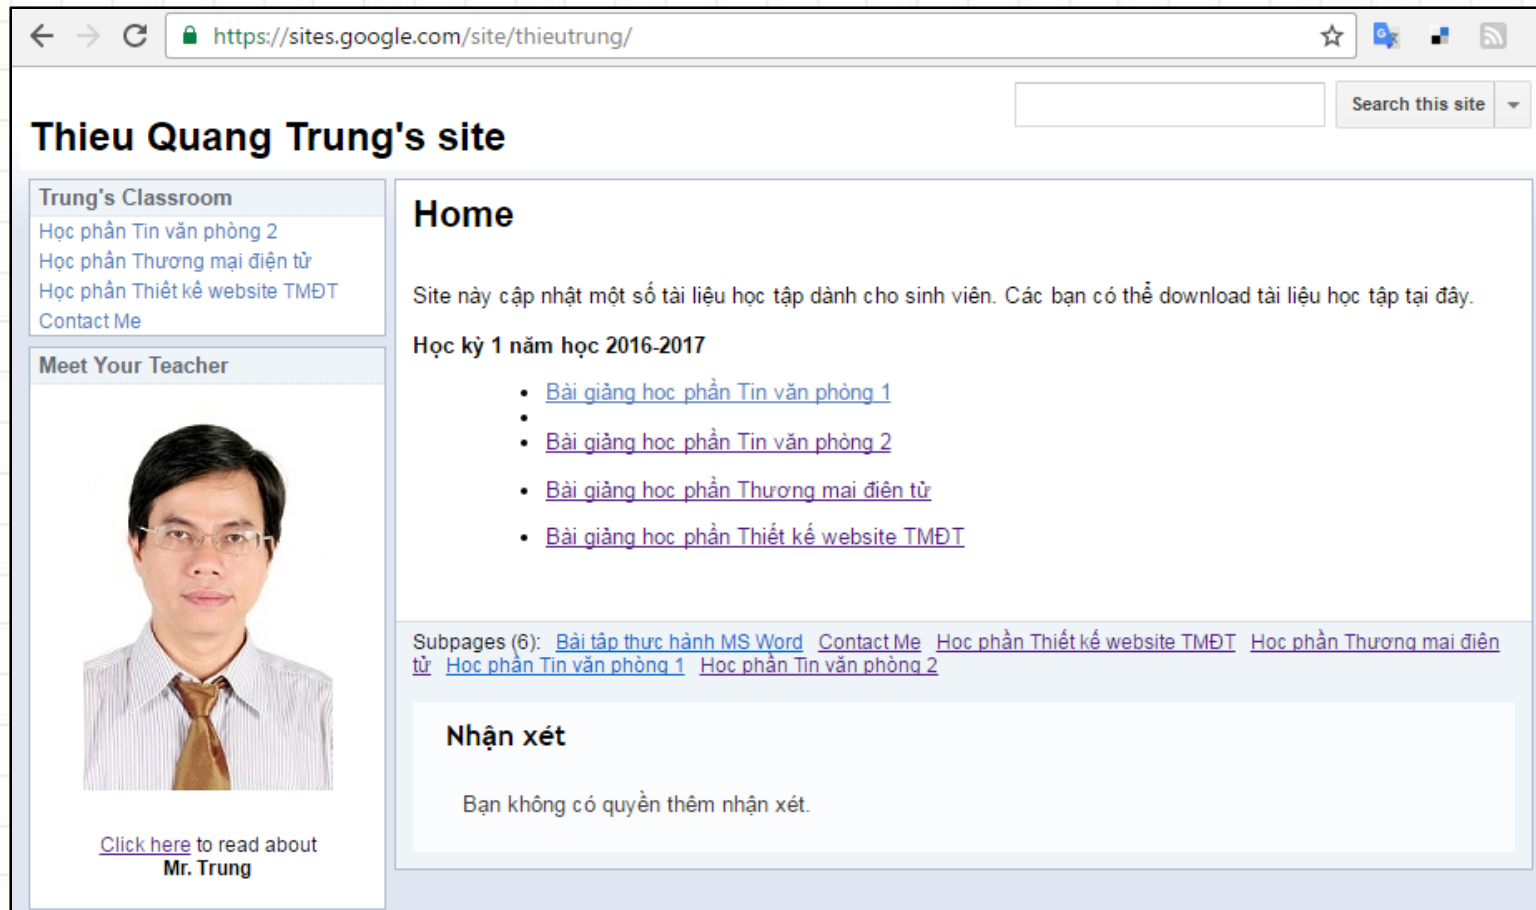 https://sites.google.com/site/thieutrung/
Search this site
Thieu Quang Trung's site
Trung's Classroom
Học phần Tin văn phòng 2
Học phần Thương mại điện tử
Học phần Thiết kế website TMĐT
Contact Me
Meet Your Teacher
Click here to read about
Mr. Trung
Home
Site này cập nhật một số tài liệu học tập dành cho sinh viên. Các bạn có thể download tài liệu học tập tại đây.
Học kỳ 1 năm học 2016-2017
Bài giảng học phần Tin văn phòng 1
Bài giảng học phần Tin văn phòng 2
Bài giảng học phần Thương mại điện tử
Bài giảng học phần Thiết kế website TMĐT
Subpages (6): Bài tập thực hành MS Word Contact Me Học phần Thiết kế website TMĐT Học phần Thương mại điện
tử Học phần Tin văn phòng 1 Học phần Tin văn phòng 2
Nhận xét
Bạn không có quyền thêm nhận xét.